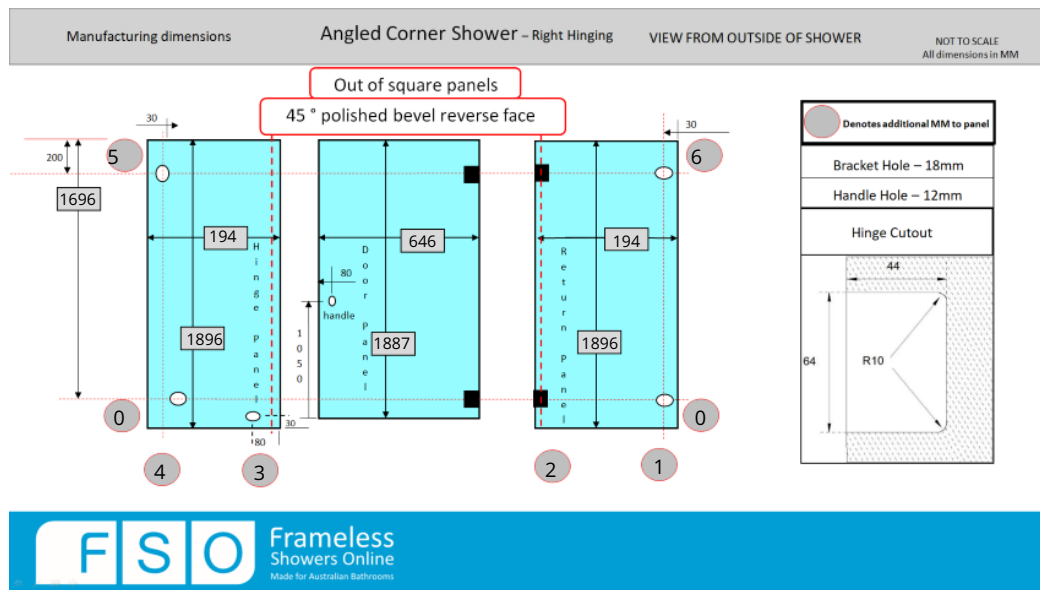 Manufacturing dimensions
Angled Corner Shower – Right Hinging
VIEW FROM OUTSIDE OF SHOWER
NOT TO SCALE
All dimensions in MM
Out of square panels
45 ° polished bevel reverse face
30
30
5
6
200
1696
194
646
194
Hinge Panel
Door Panel
Return Panel
80
handle
1050
1896
1887
1896
0
0
30
80
4
3
2
1
Denotes additional MM to panel
Bracket Hole – 18mm
Handle Hole – 12mm
Hinge Cutout
44
64
R10
FSO
Frameless
Showers Online
Made for Australian Bathrooms